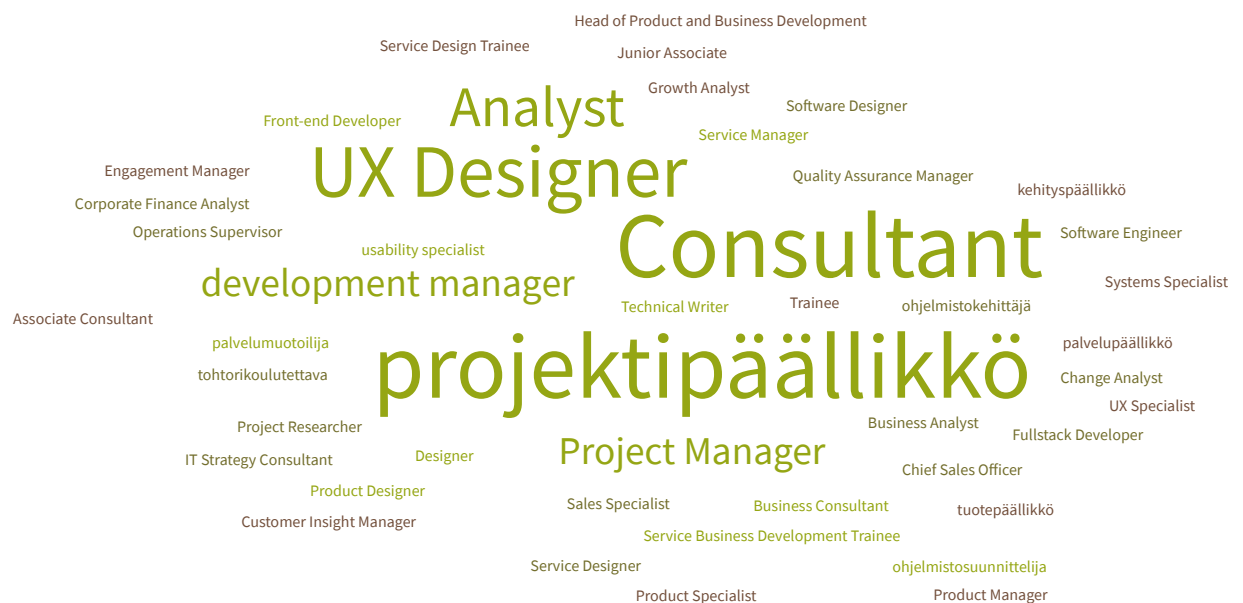 Head of Product and Business Development
Service Design Trainee
Junior Associate
Growth Analyst
Analyst
Software Designer
Front-end Developer
Service Manager
UX Designer
Engagement Manager
Quality Assurance Manager
kehityspäällikkö
Corporate Finance Analyst
Operations Supervisor
Consultant
Software Engineer
usability specialist
development manager
Systems Specialist
Technical Writer
Trainee
ohjelmistokehittäjä
Associate Consultant
palvelumuotoilija
projektipäällikkö
palvelupäällikkö
tohtorikoulutettava
Change Analyst
UX Specialist
Project Researcher
Business Analyst
Fullstack Developer
IT Strategy Consultant
Designer
Project Manager
Chief Sales Officer
Product Designer
Sales Specialist
Business Consultant
tuotepäällikkö
Customer Insight Manager
Service Business Development Trainee
Service Designer
ohjelmistosuunnittelija
Product Specialist
Product Manager